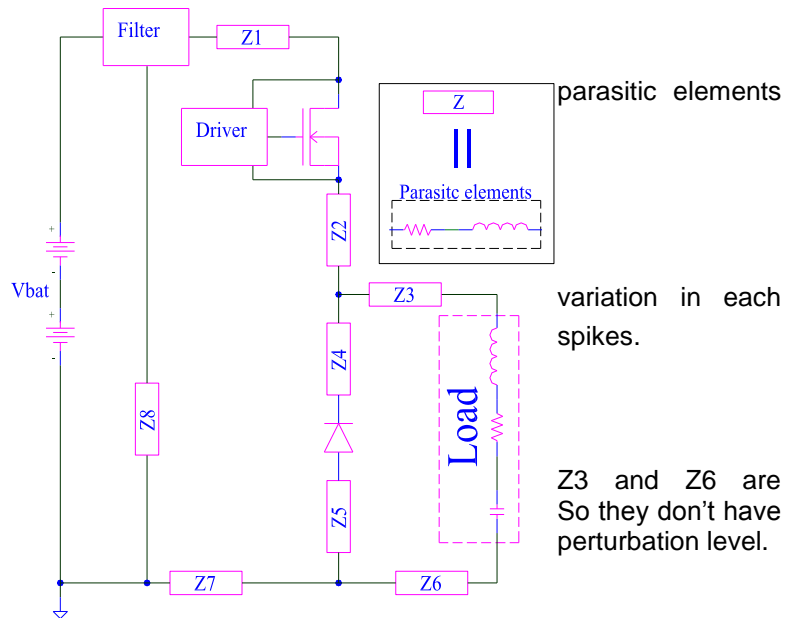 Filter
Z1
parasitic elements
Z
Driver
Parasitc elements
Z2
+
-
Vbat
+
-
Z3
variation in each
spikes.
Z4
Load
Z8
Z5
Z3 and Z6 are
So they don't have
perturbation level.
Z7
Z6